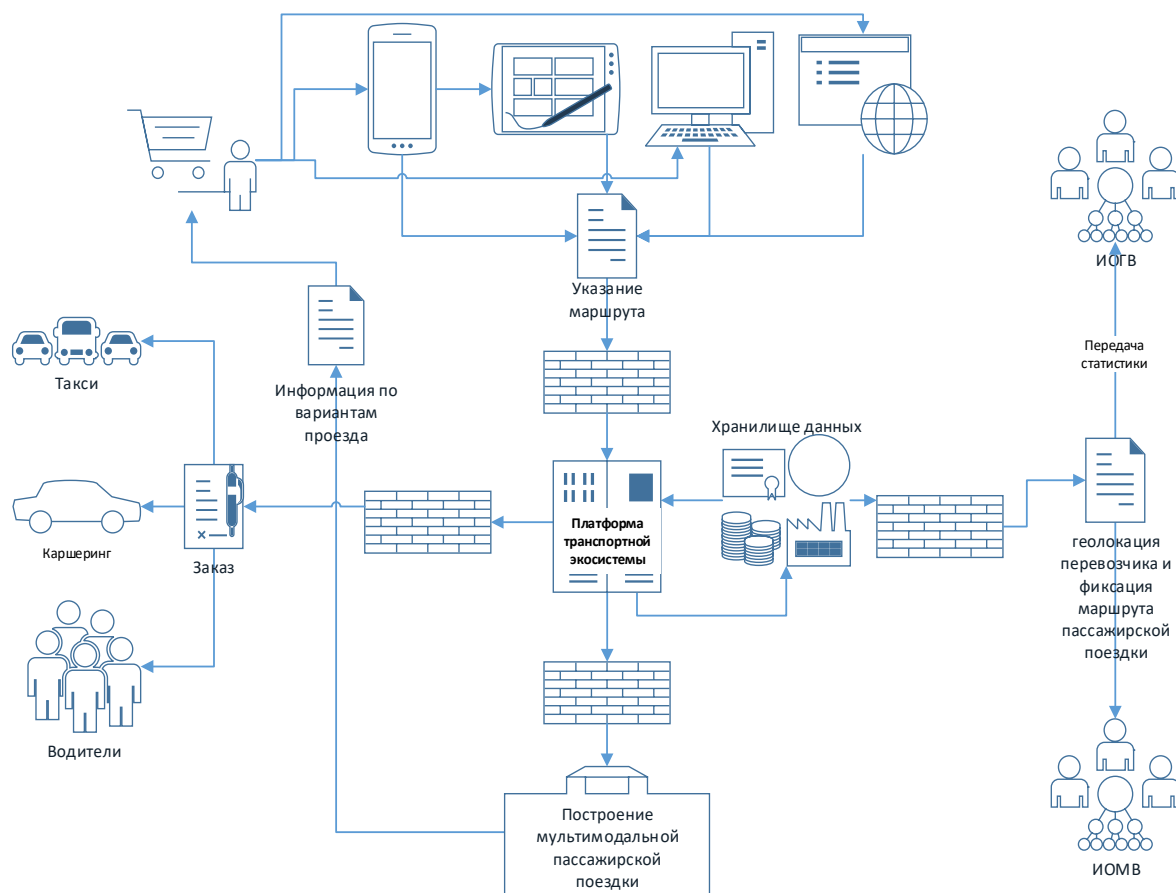 Указание
маршрута
ИОГВ
Передача
статистики
Такси
Информация по
вариантам
проезда
Хранилище данных
Каршеринг
Заказ
Платформа
транспортной
экосистемы
геолокация
перевозчика и
фиксация
маршрута
пассажирской
поездки
Водители
Построение
мультимодальной
пассажирской
поездки
ИОМВ